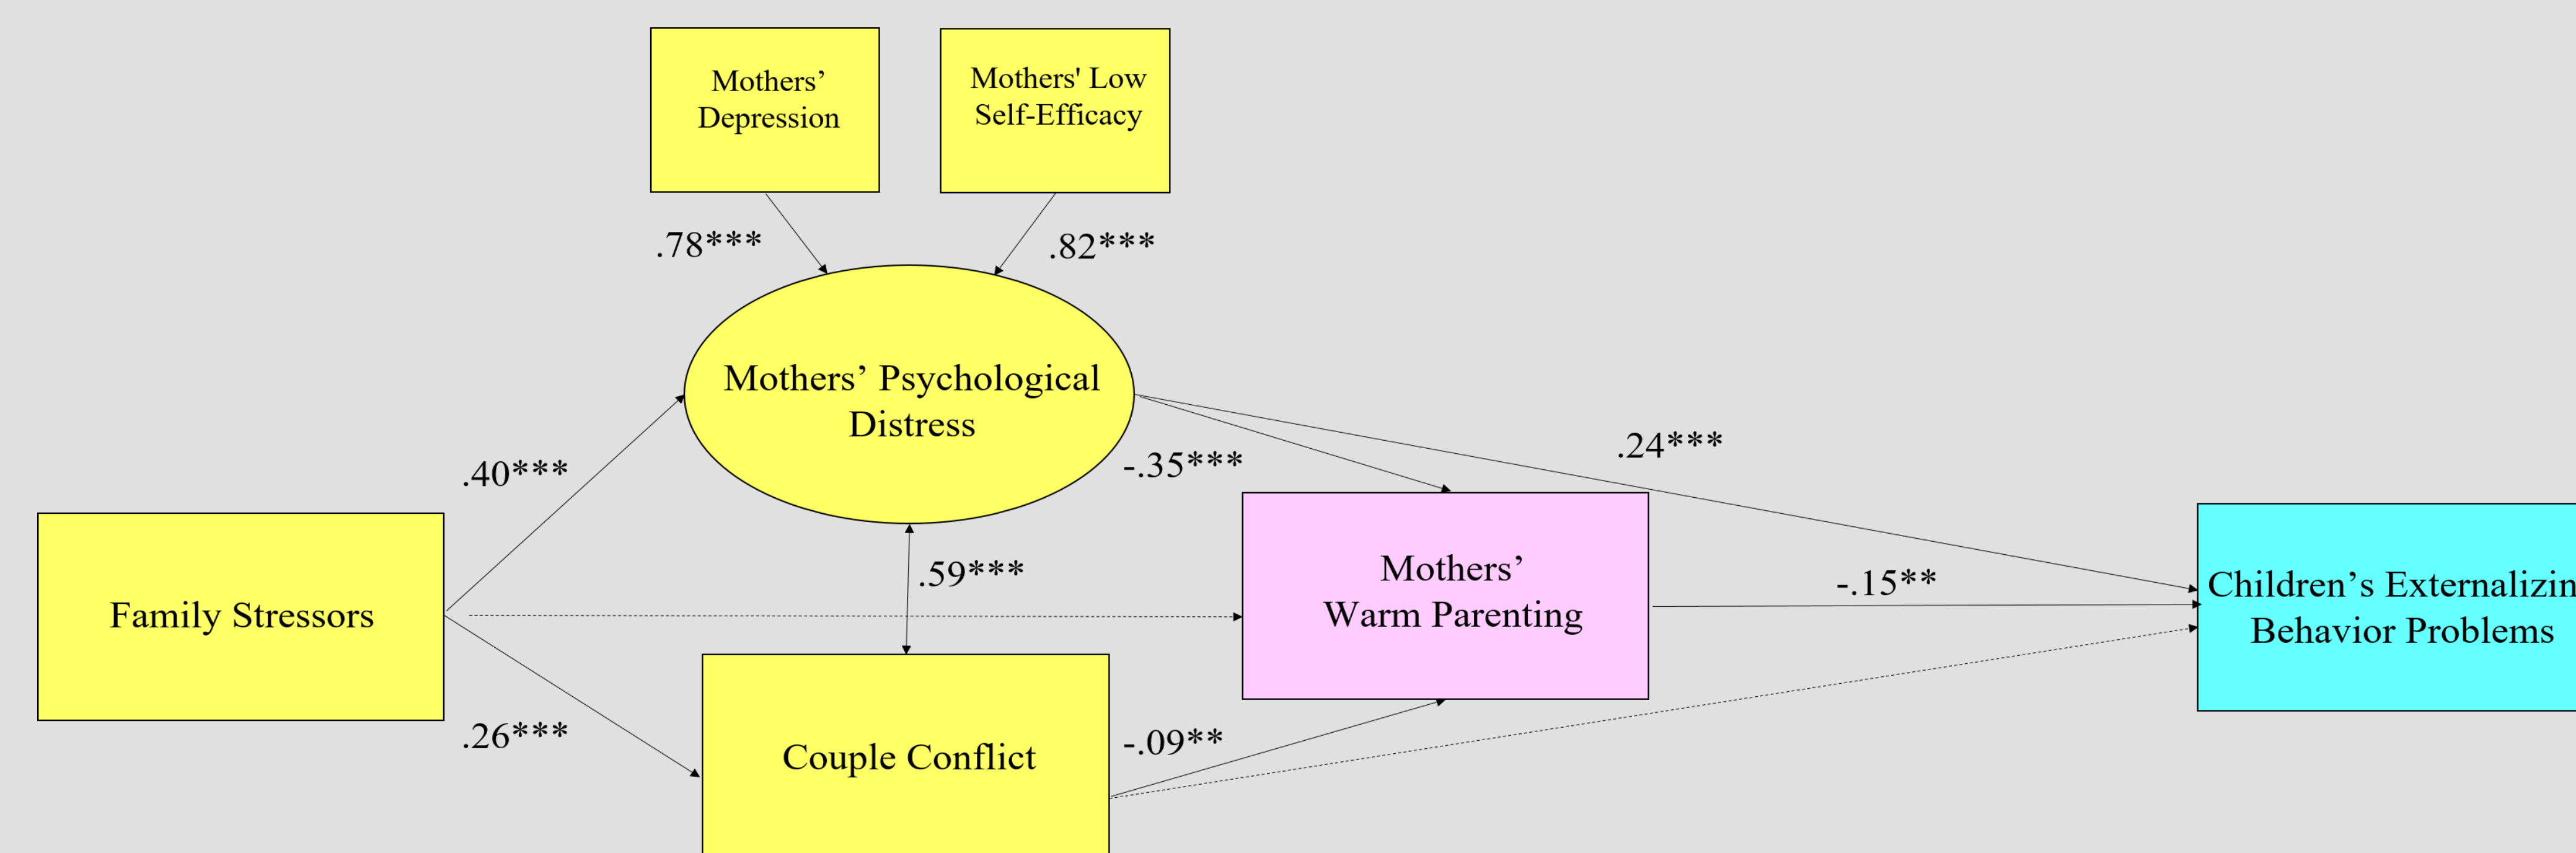 Mothers’
Depression
Mothers' Low
Self-Efficacy
.78***
.82***
Mothers’ Psychological
Distress
.40***
-.35***
.24***
Family Stressors
.59***
Mothers’
Warm Parenting
-.15**
Children’s Externalizin
Behavior Problems
.26***
Couple Conflict
-.09**